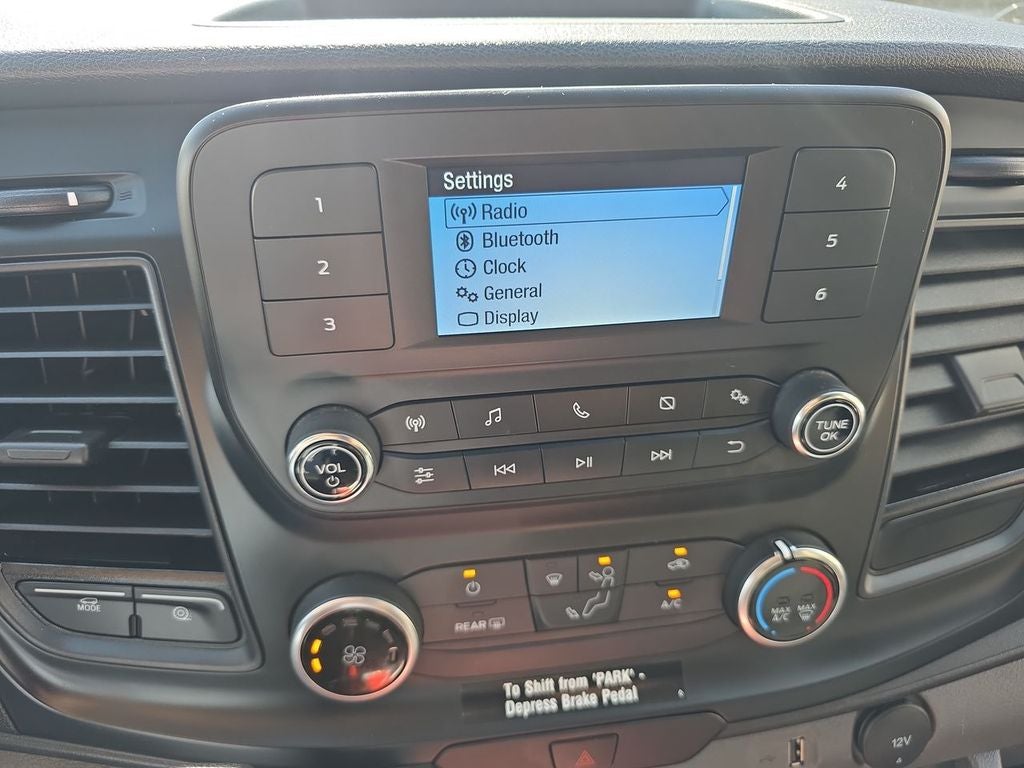 Settings
Radio
Bluetooth
Clock
General
Display
1
2
3
4
5
6
VOL
TUNE
OK
MODE
REAR
A/C
MAX
A/C
MAX
To Shift from 'PARK' -
Depress Brake Pedal
12V